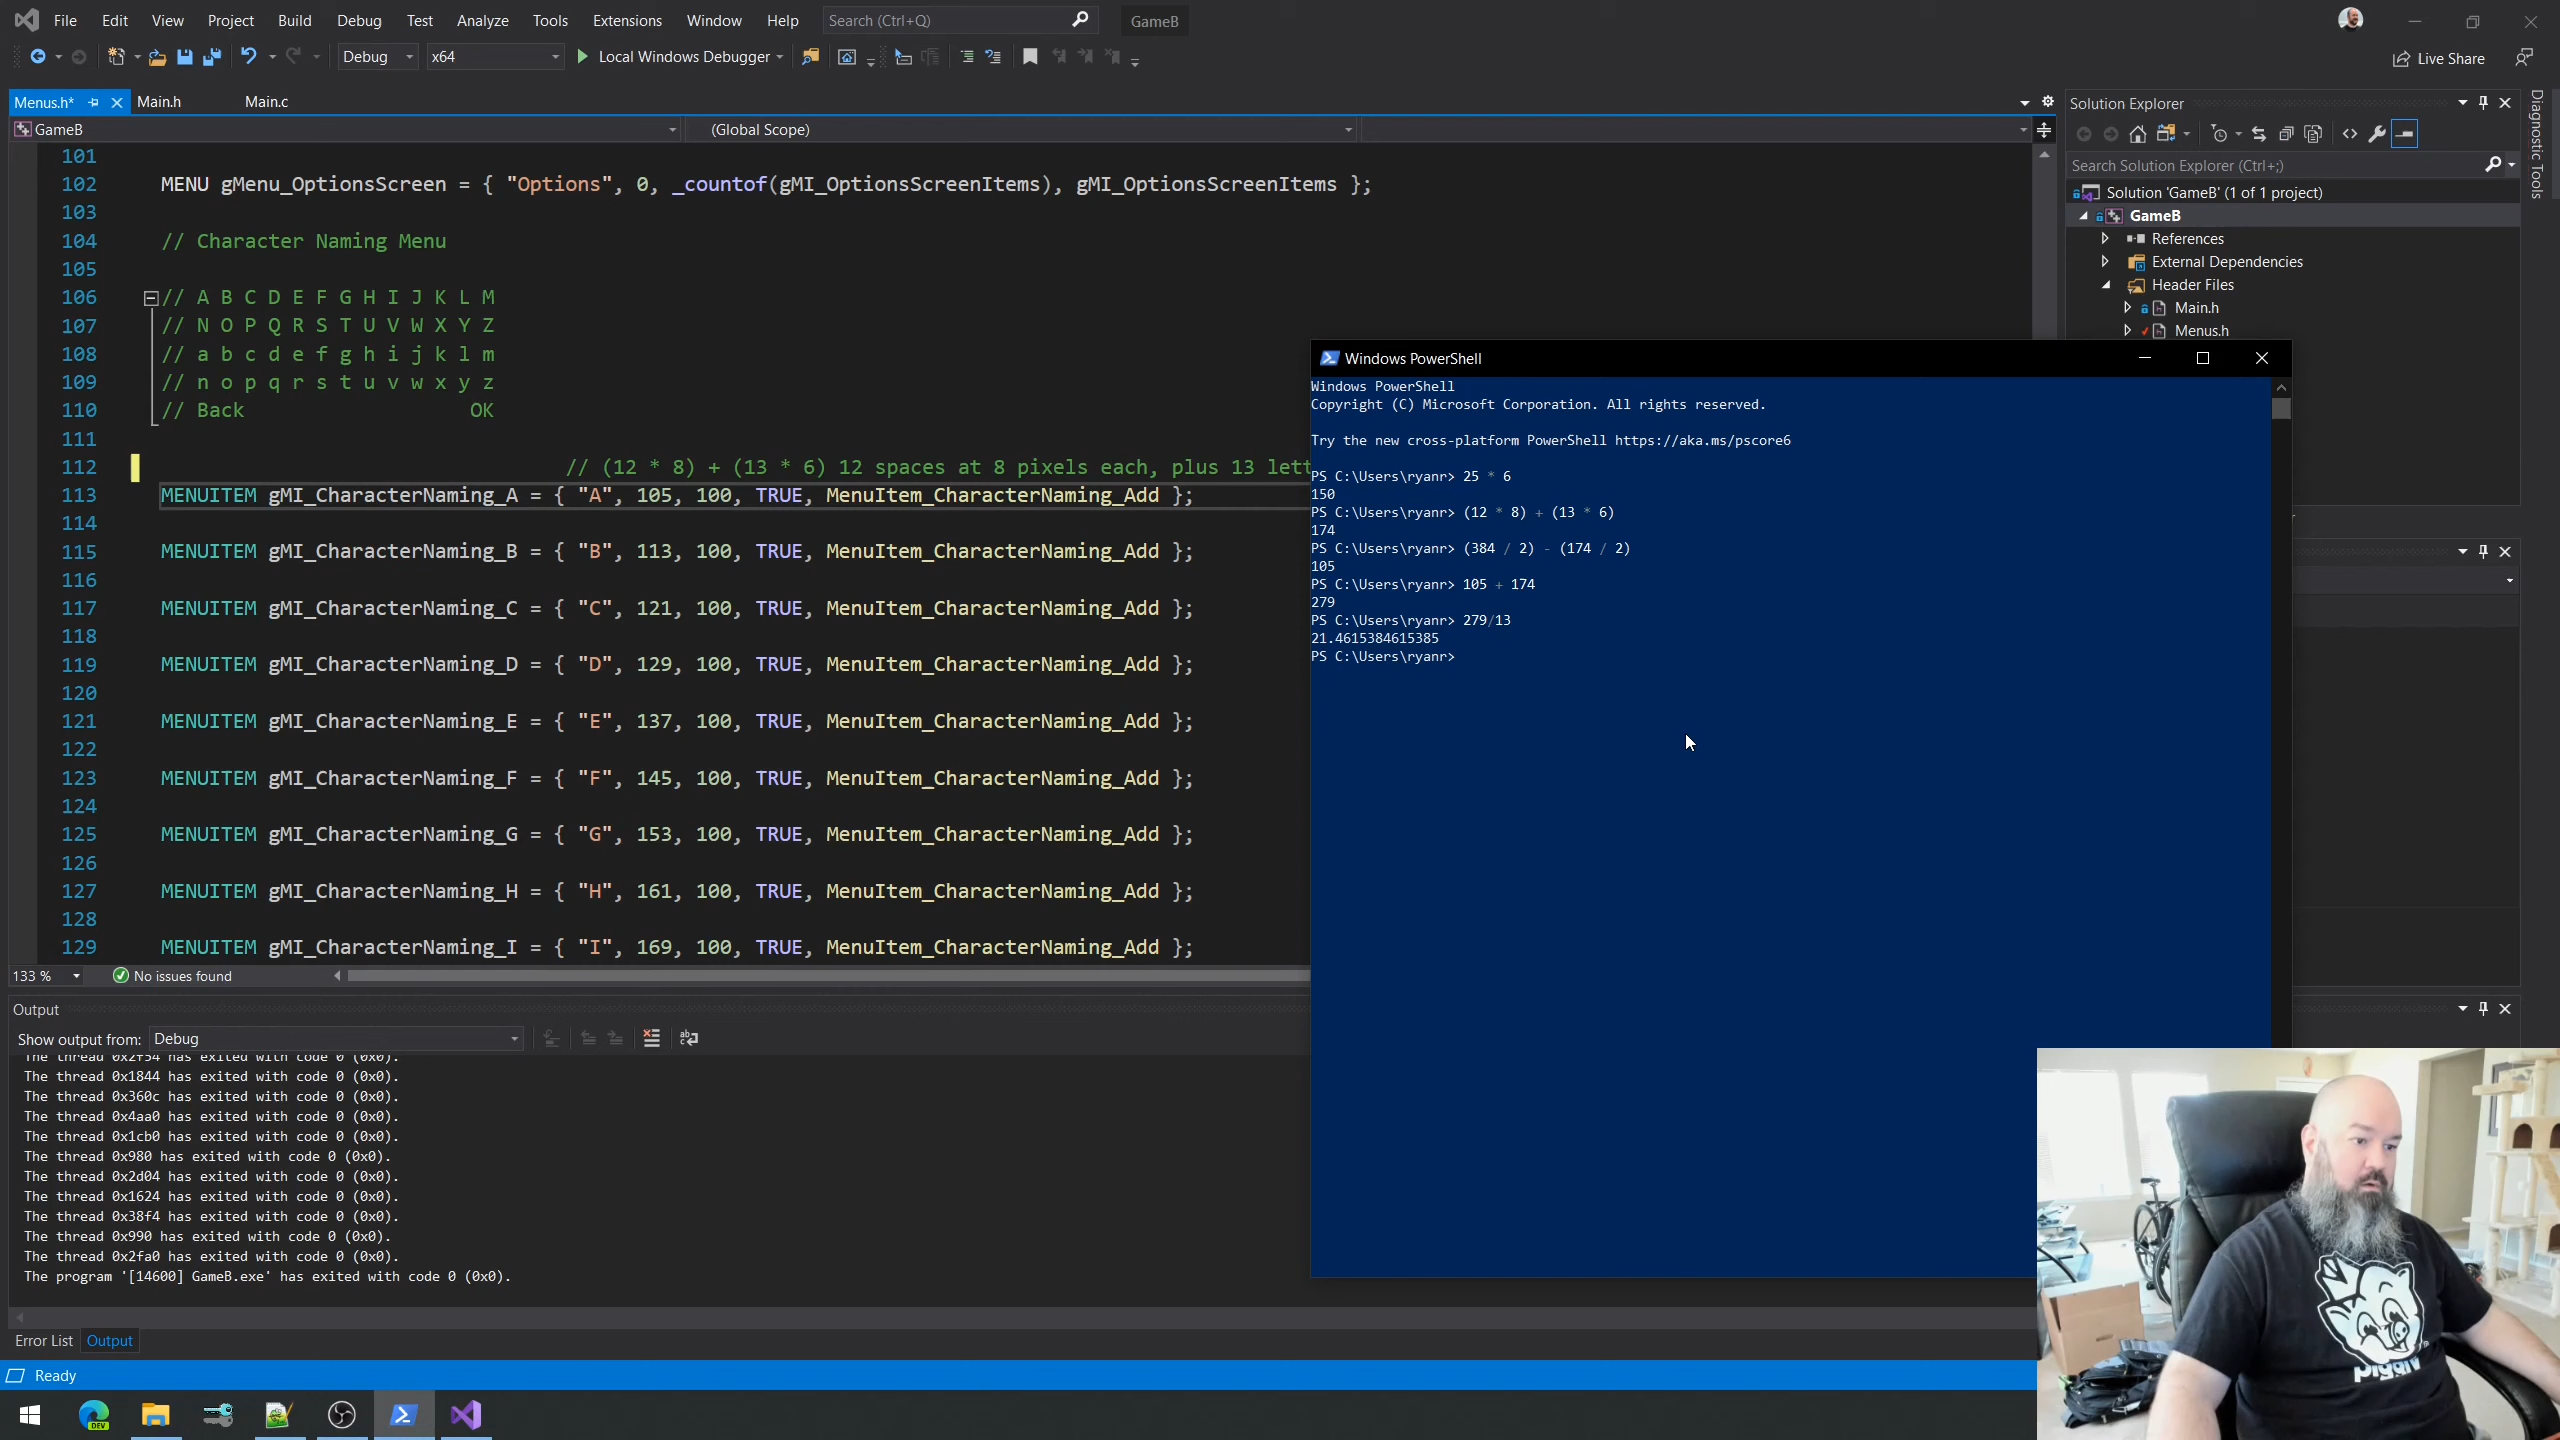 File Edit View Project Build Debug Test Analyze Tools Extensions Window Help Search (Ctrl+Q) GameB
Debug x64 Local Windows Debugger Live Share
Menus.h* Main.h Main.c
GameB (Global Scope)
101
102 MENU gMenu_OptionsScreen = { "Options", 0, _countof(gMI_OptionsScreenItems), gMI_OptionsScreenItems };
103
104 // Character Naming Menu
105
106 // A B C D E F G H I J K L M
107 // N O P Q R S T U V W X Y Z
108 // a b c d e f g h i j k l m
109 // n o p q r s t u v w x y z
110 // Back OK
111
112 // (12 * 8) + (13 * 6) 12 spaces at 8 pixels each, plus 13 lett
113 MENUITEM gMI_CharacterNaming_A = { "A", 105, 100, TRUE, MenuItem_CharacterNaming_Add };
114
115 MENUITEM gMI_CharacterNaming_B = { "B", 113, 100, TRUE, MenuItem_CharacterNaming_Add };
116
117 MENUITEM gMI_CharacterNaming_C = { "C", 121, 100, TRUE, MenuItem_CharacterNaming_Add };
118
119 MENUITEM gMI_CharacterNaming_D = { "D", 129, 100, TRUE, MenuItem_CharacterNaming_Add };
120
121 MENUITEM gMI_CharacterNaming_E = { "E", 137, 100, TRUE, MenuItem_CharacterNaming_Add };
122
123 MENUITEM gMI_CharacterNaming_F = { "F", 145, 100, TRUE, MenuItem_CharacterNaming_Add };
124
125 MENUITEM gMI_CharacterNaming_G = { "G", 153, 100, TRUE, MenuItem_CharacterNaming_Add };
126
127 MENUITEM gMI_CharacterNaming_H = { "H", 161, 100, TRUE, MenuItem_CharacterNaming_Add };
128
129 MENUITEM gMI_CharacterNaming_I = { "I", 169, 100, TRUE, MenuItem_CharacterNaming_Add };
133 % No issues found
Solution Explorer
Search Solution Explorer (Ctrl+;)
Solution 'GameB' (1 of 1 project)
GameB
References
External Dependencies
Header Files
Main.h
Menus.h
Diagnostic Tools
Windows PowerShell
Windows PowerShell
Copyright (C) Microsoft Corporation. All rights reserved.
Try the new cross-platform PowerShell https://aka.ms/pscore6
PS C:\Users\ryanr> 25 * 6
150
PS C:\Users\ryanr> (12 * 8) + (13 * 6)
174
PS C:\Users\ryanr> (384 / 2) - (174 / 2)
105
PS C:\Users\ryanr> 105 + 174
279
PS C:\Users\ryanr> 279/13
21.4615384615385
PS C:\Users\ryanr>
Output
Show output from: Debug
The thread 0x2f54 has exited with code 0 (0x0).
The thread 0x1844 has exited with code 0 (0x0).
The thread 0x360c has exited with code 0 (0x0).
The thread 0x4aa0 has exited with code 0 (0x0).
The thread 0x1cb0 has exited with code 0 (0x0).
The thread 0x980 has exited with code 0 (0x0).
The thread 0x2d04 has exited with code 0 (0x0).
The thread 0x1624 has exited with code 0 (0x0).
The thread 0x38f4 has exited with code 0 (0x0).
The thread 0x990 has exited with code 0 (0x0).
The thread 0x2fa0 has exited with code 0 (0x0).
The program '[14600] GameB.exe' has exited with code 0 (0x0).
Error List Output
Ready
DEV